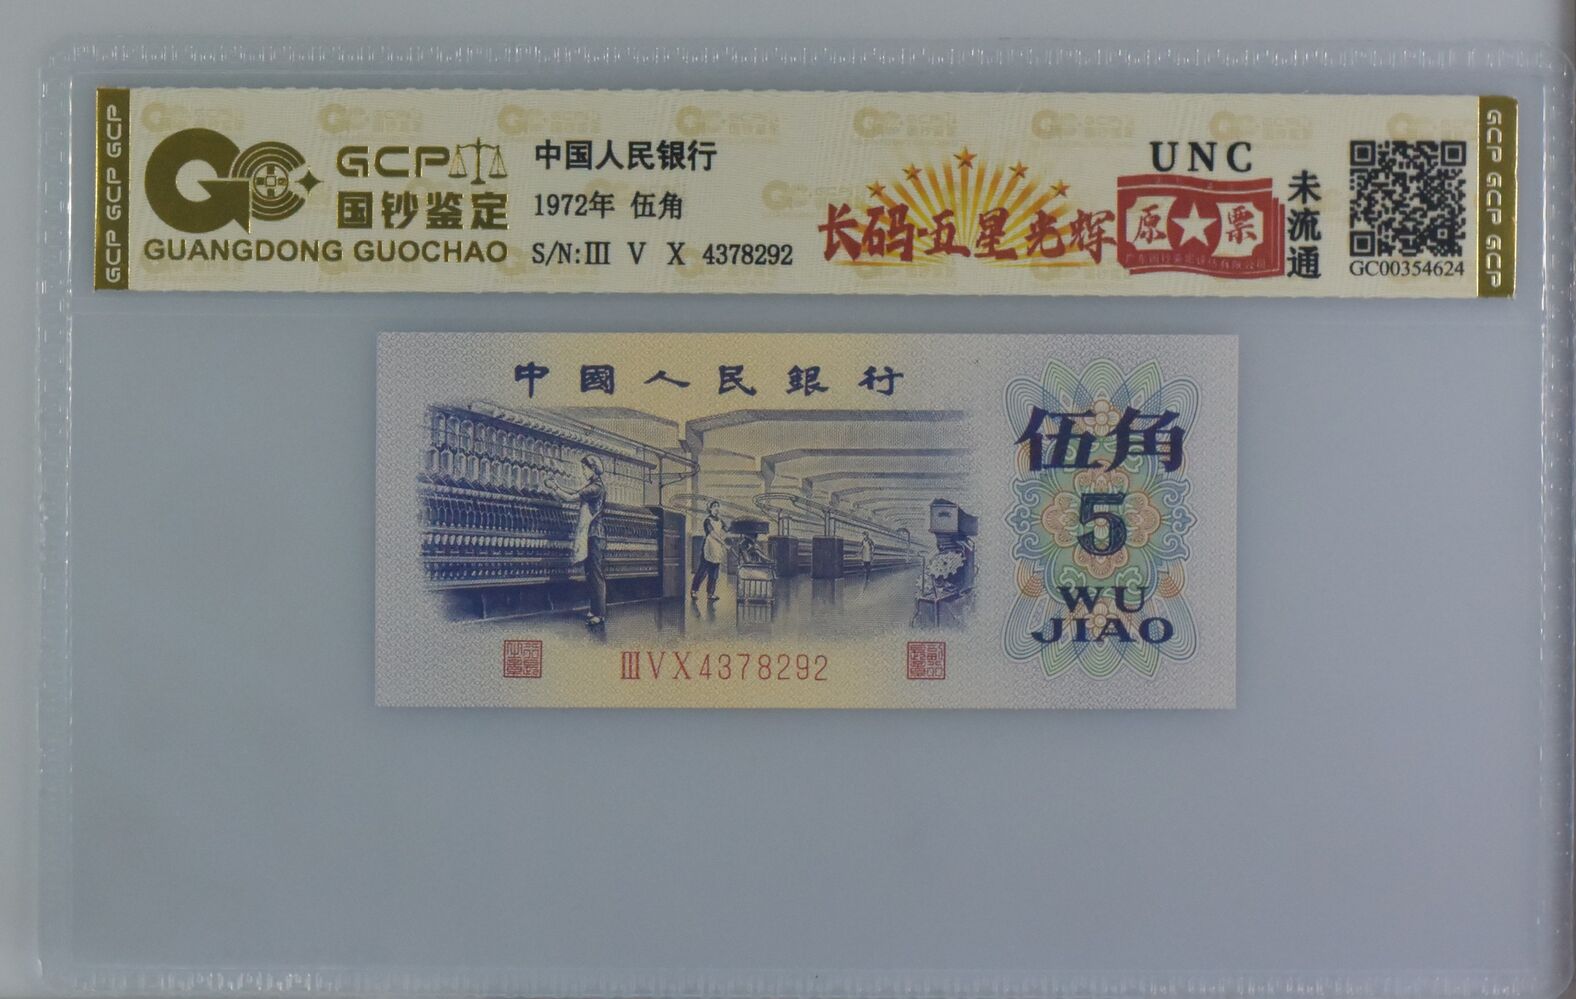 GCP GCP GCP
GCP
国钞鉴定
GUANGDONG GUOCHAO
中国人民银行
1972年 伍角
S/N:Ⅲ V X 4378292
长码·五星光辉
UNC
原★票
未流通
GC00354624
GCP GCP GCP
中國人民銀行
伍角
5
WU
JIAO
ⅢVX4378292